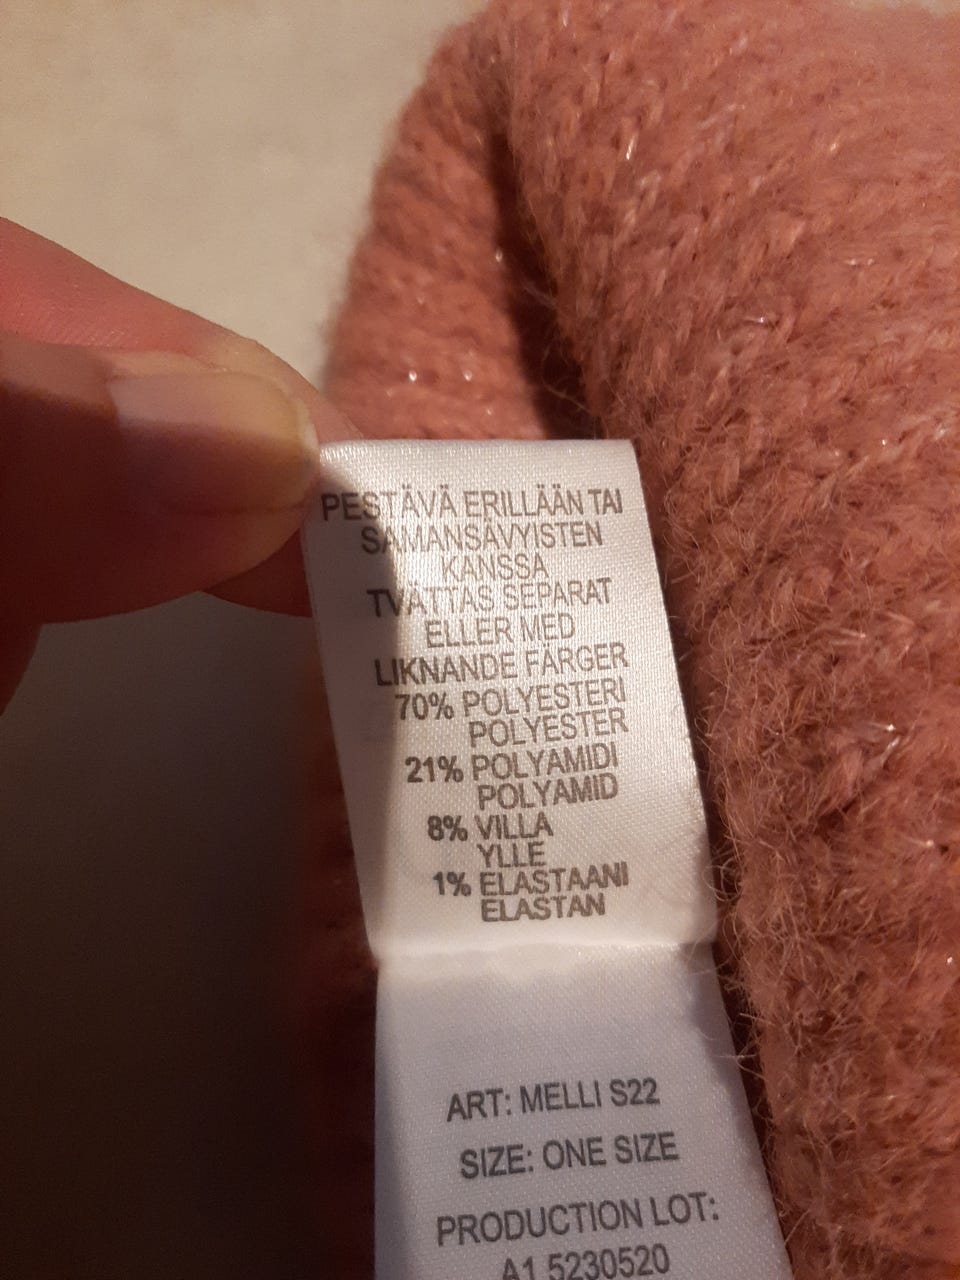 PESTÄVÄ ERILLÄÄN TAI
SAMANSÄVYISTEN
KANSSA
TVÄTTAS SEPARAT
ELLER MED
LIKNANDE FÄRGER
70% POLYESTERI
POLYESTER
21% POLYAMIDI
POLYAMID
8% VILLA
YLLE
1% ELASTAANI
ELASTAN
ART: MELLI S22
SIZE: ONE SIZE
PRODUCTION LOT:
A1 5230520